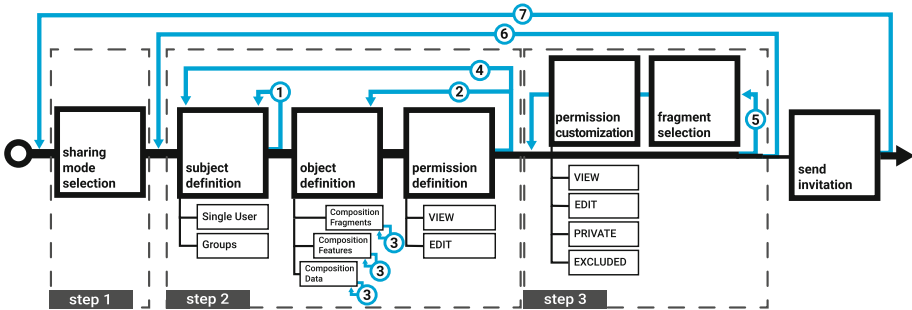 7
6
4
1
2
5
sharing
mode
selection
subject
definition
object
definition
permission
definition
permission
customization
fragment
selection
send
invitation
Single User
Groups
Composition
Fragments
3
Composition
Features
3
Composition
Data
3
VIEW
EDIT
VIEW
EDIT
PRIVATE
EXCLUDED
step 1
step 2
step 3